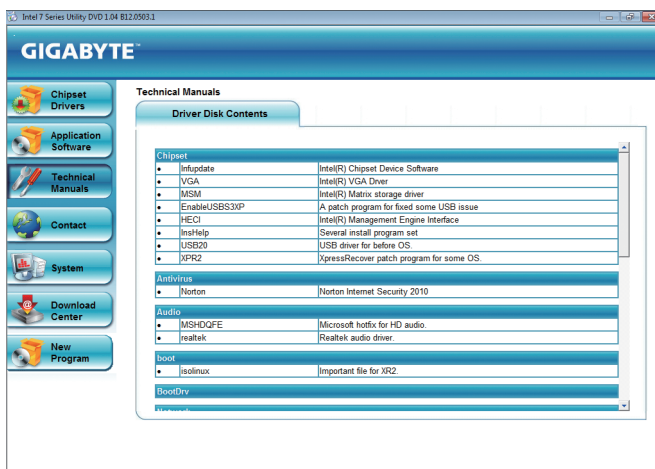 Intel 7 Series Utility DVD 1.04 B12.0503.1
GIGABYTE™
Chipset
Drivers
Application
Software
Technical
Manuals
Contact
System
Download
Center
New
Program
Technical Manuals
Driver Disk Contents
Chipset
• Infupdate Intel(R) Chipset Device Software
• VGA Intel(R) VGA Drver
• MSM Intel(R) Matrix storage driver
• EnableUSBS3XP A patch program for fixed some USB issue
• HECI Intel(R) Management Engine Interface
• InsHelp Several install program set
• USB20 USB driver for before OS.
• XPR2 XpressRecover patch program for some OS.
Antivirus
• Norton Norton Internet Security 2010
Audio
• MSHDQFE Microsoft hotfix for HD audio.
• realtek Realtek audio driver.
boot
• isolinux Important file for XR2.
BootDrv
Network